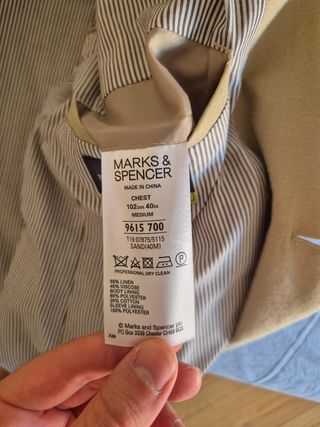 MARKS &
SPENCER
MADE IN CHINA
CHEST
102cm 40in
MEDIUM
9615 700
T19 07875/5115
SAND(40M)
P
PROFESSIONAL DRY CLEAN
55% LINEN
45% VISCOSE
BODY LINING
65% POLYESTER
35% COTTON
SLEEVE LINING
100% POLYESTER
© Marks and Spencer plc
PO Box 3339 Chester CH99 9QS